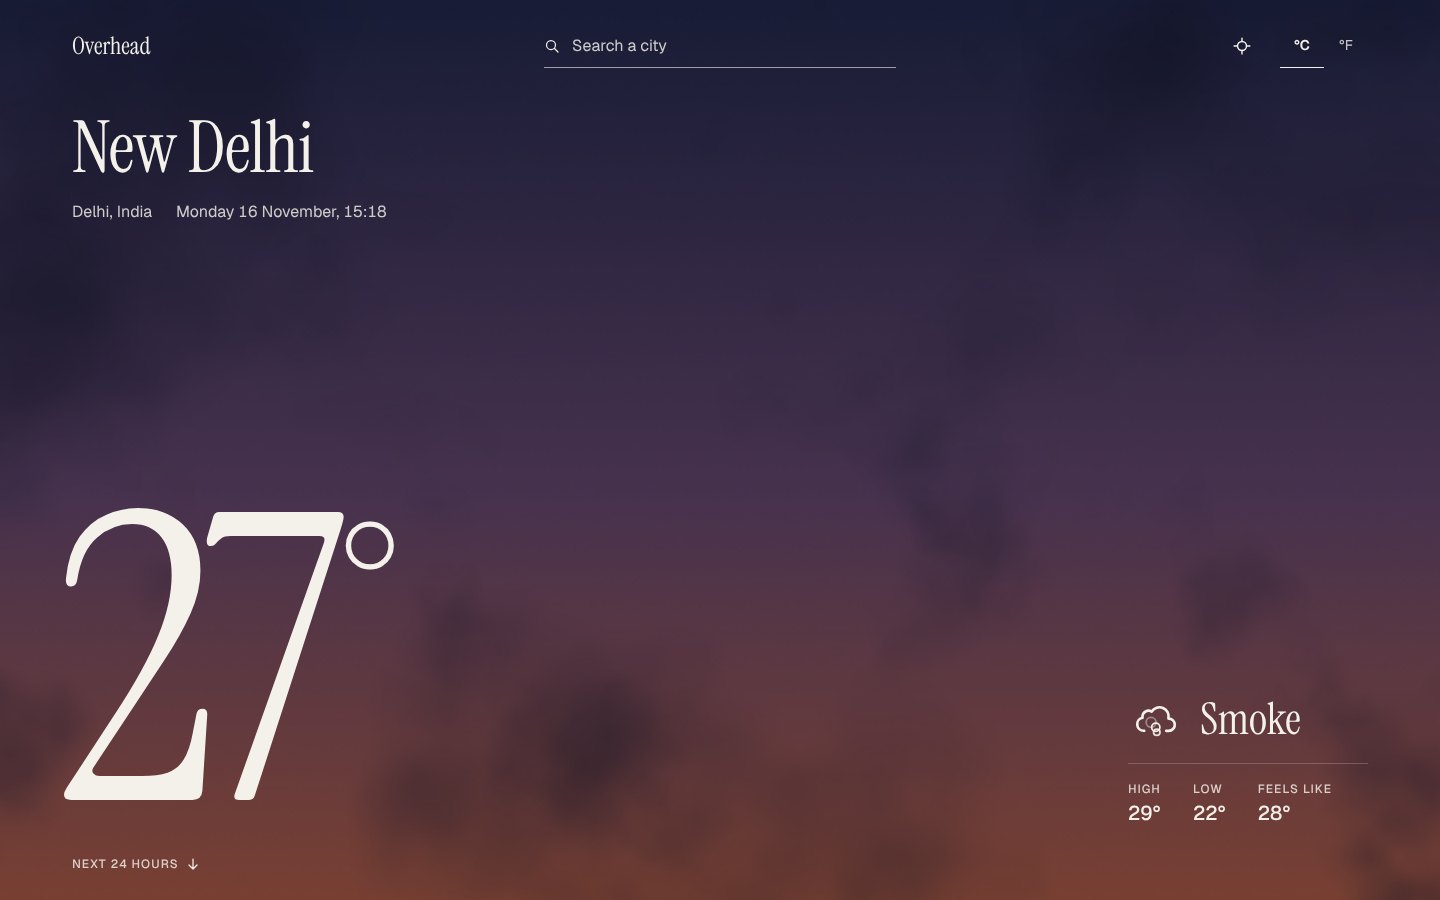 Overhead
Search a city
°C °F
New Delhi
Delhi, India Monday 16 November, 15:18
27°
Smoke
HIGH LOW FEELS LIKE
29° 22° 28°
NEXT 24 HOURS